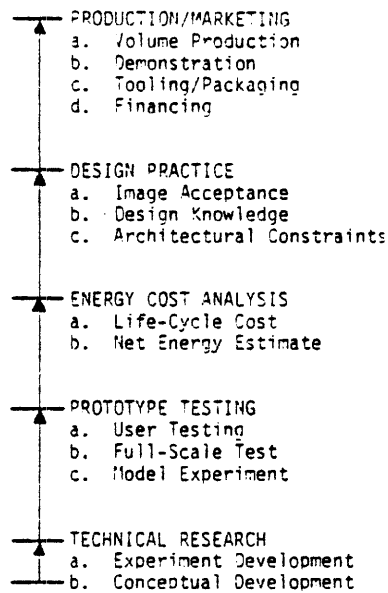 PRODUCTION/MARKETING
a. Volume Production
b. Demonstration
c. Tooling/Packaging
d. Financing
DESIGN PRACTICE
a. Image Acceptance
b. Design Knowledge
c. Architectural Constraints
ENERGY COST ANALYSIS
a. Life-Cycle Cost
b. Net Energy Estimate
PROTOTYPE TESTING
a. User Testing
b. Full-Scale Test
c. Model Experiment
TECHNICAL RESEARCH
a. Experiment Development
b. Conceptual Development